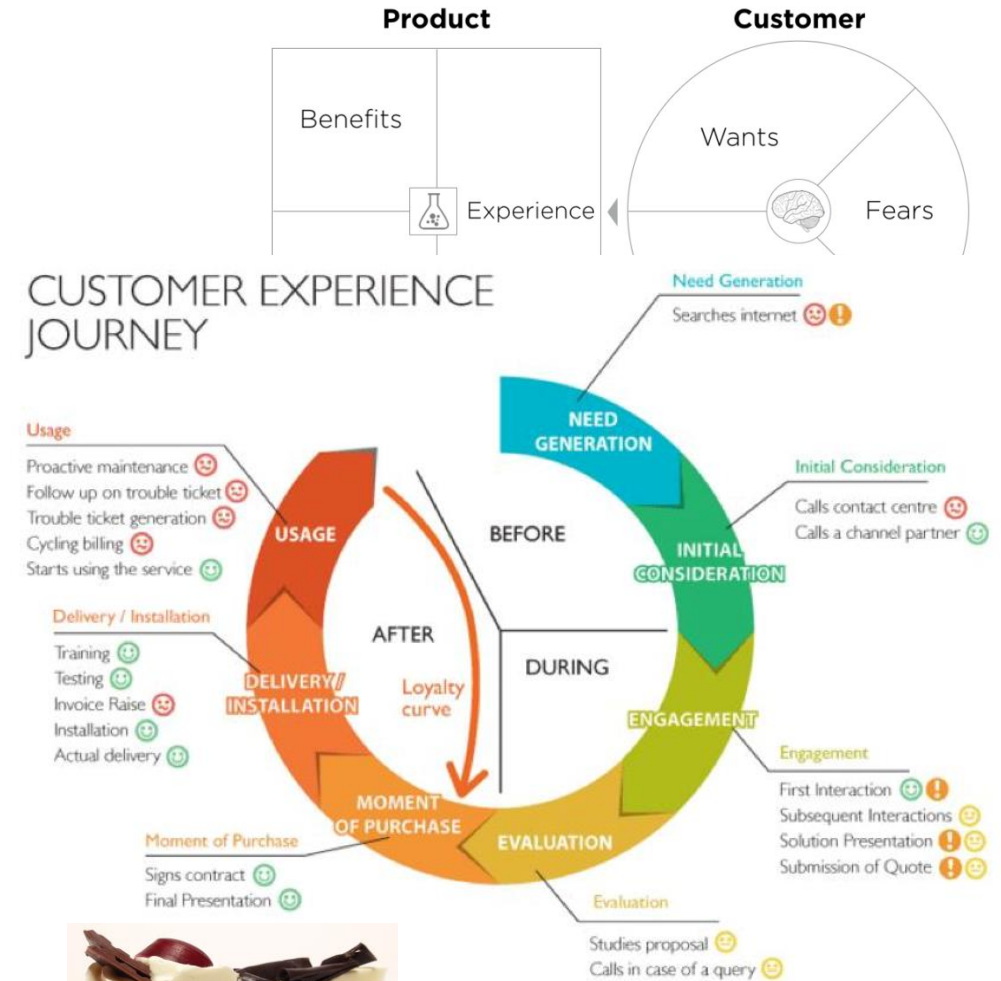 Product
Customer
Benefits
Wants
Experience
Fears
CUSTOMER EXPERIENCE
JOURNEY
Need Generation
Searches internet
NEED
GENERATION
Usage
Proactive maintenance
Follow up on trouble ticket
Trouble ticket generation
Cycling billing
Starts using the service
USAGE
BEFORE
Initial Consideration
Calls contact centre
Calls a channel partner
INITIAL
CONSIDERATION
Delivery / Installation
Training
Testing
Invoice Raise
Installation
Actual delivery
DELIVERY/
INSTALLATION
AFTER
Loyalty
curve
DURING
ENGAGEMENT
Engagement
First Interaction
Subsequent Interactions
Solution Presentation
Submission of Quote
MOMENT
OF PURCHASE
EVALUATION
Moment of Purchase
Signs contract
Final Presentation
Evaluation
Studies proposal
Calls in case of a query